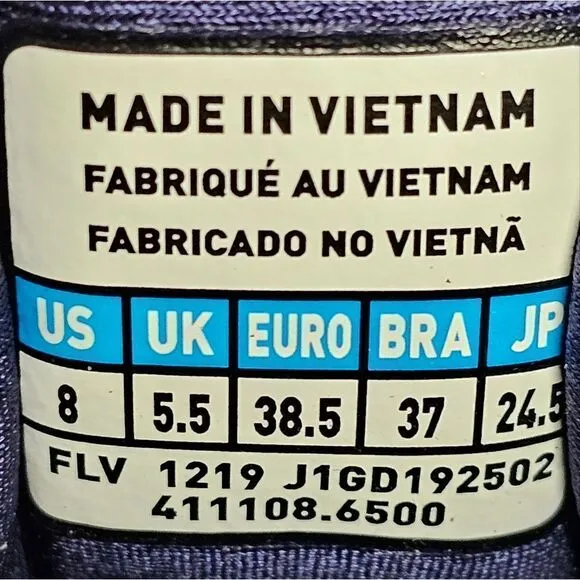 MADE IN VIETNAM
FABRIQUÉ AU VIETNAM
FABRICADO NO VIETNÃ
US UK EURO BRA JP
8 5.5 38.5 37 24.5
FLV 1219 J1GD192502
411108.6500